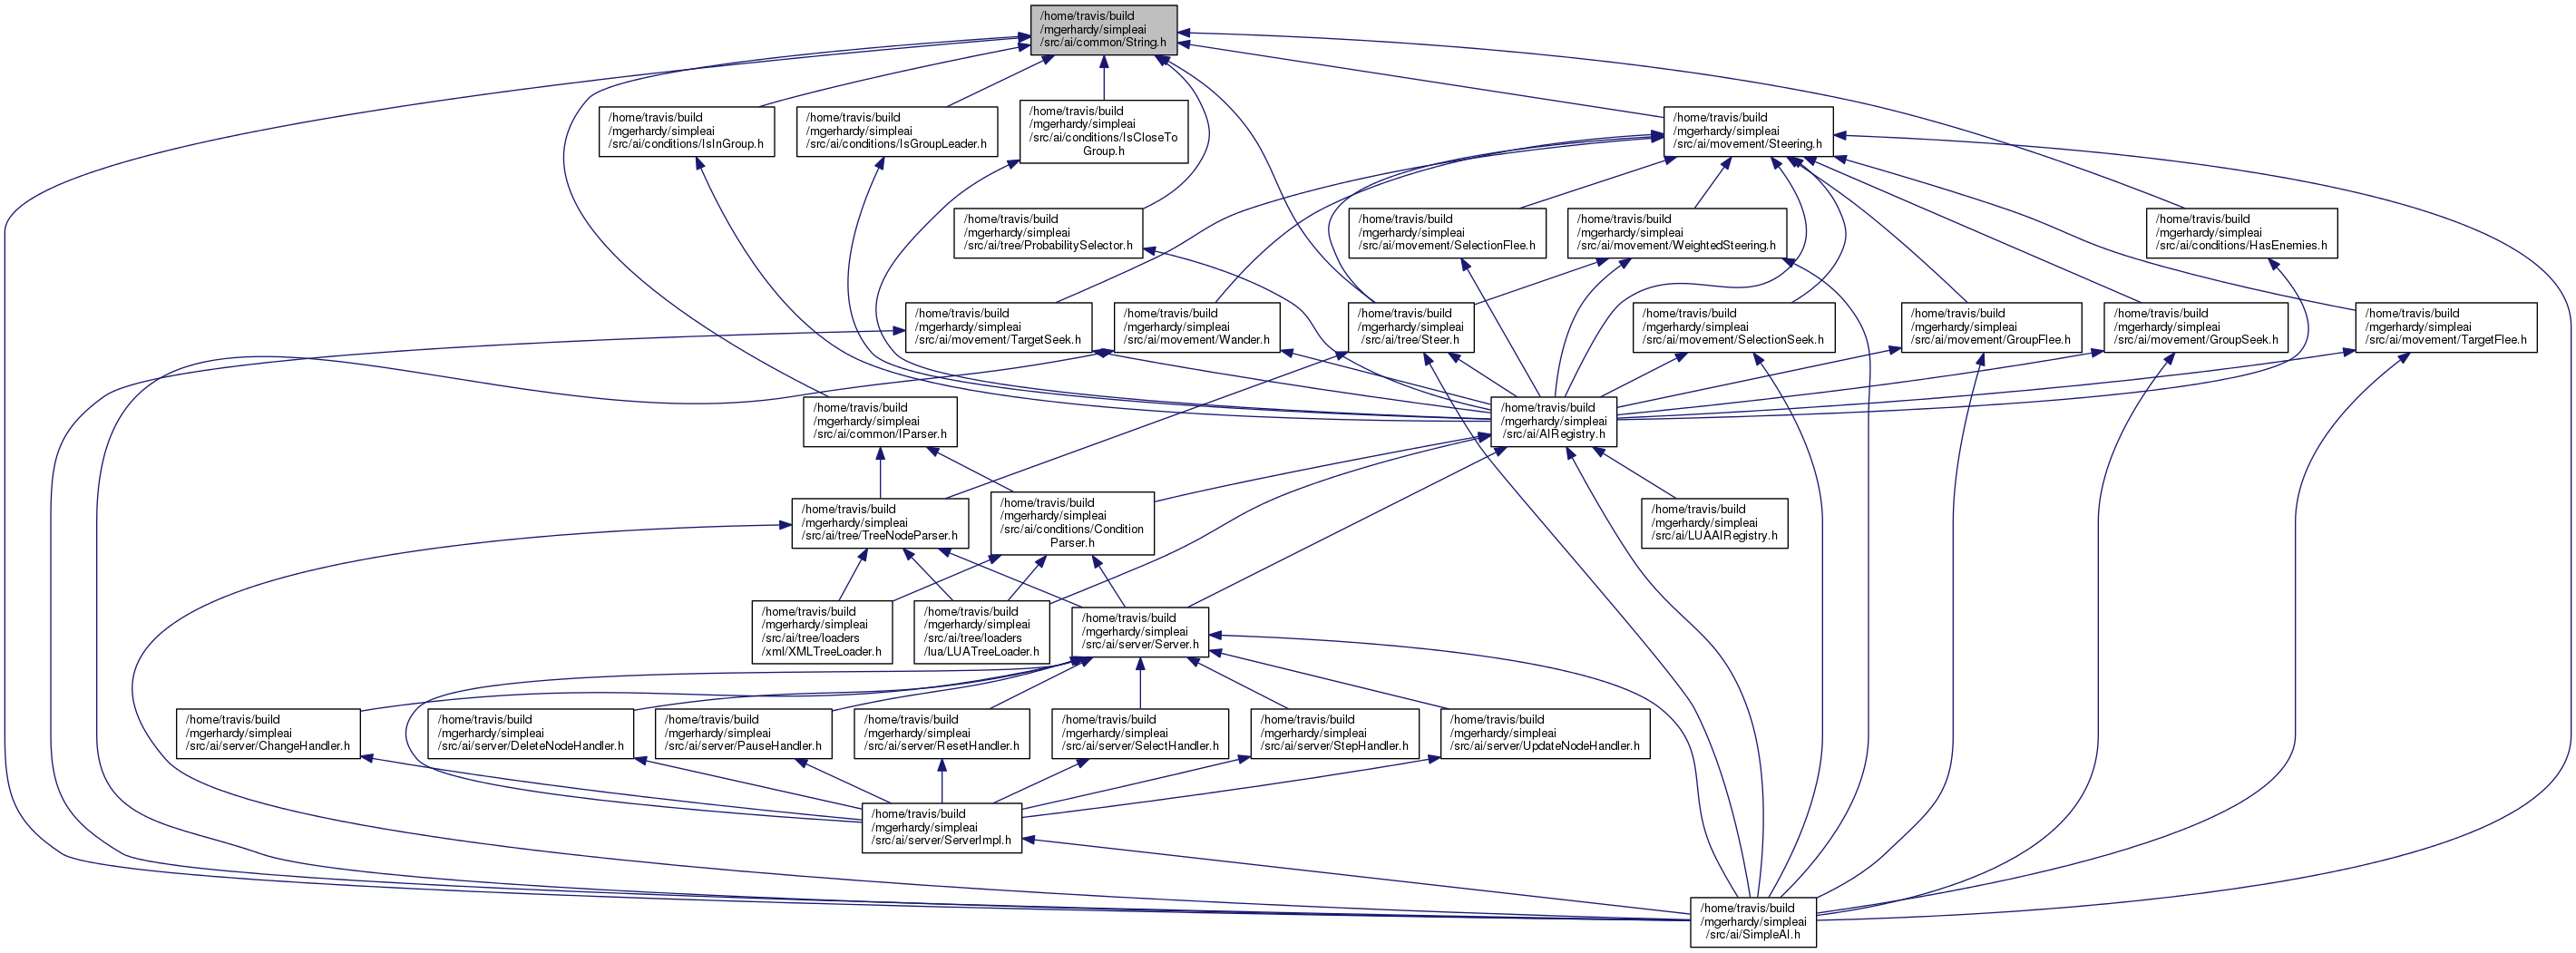 /home/travis/build
/mgerhardy/simpleai
/src/ai/common/String.h
/home/travis/build
/mgerhardy/simpleai
/src/ai/conditions/IsInGroup.h
/home/travis/build
/mgerhardy/simpleai
/src/ai/conditions/IsGroupLeader.h
/home/travis/build
/mgerhardy/simpleai
/src/ai/conditions/IsCloseTo
Group.h
/home/travis/build
/mgerhardy/simpleai
/src/ai/movement/Steering.h
/home/travis/build
/mgerhardy/simpleai
/src/ai/tree/ProbabilitySelector.h
/home/travis/build
/mgerhardy/simpleai
/src/ai/movement/SelectionFlee.h
/home/travis/build
/mgerhardy/simpleai
/src/ai/movement/WeightedSteering.h
/home/travis/build
/mgerhardy/simpleai
/src/ai/conditions/HasEnemies.h
/home/travis/build
/mgerhardy/simpleai
/src/ai/movement/TargetSeek.h
/home/travis/build
/mgerhardy/simpleai
/src/ai/movement/Wander.h
/home/travis/build
/mgerhardy/simpleai
/src/ai/tree/Steer.h
/home/travis/build
/mgerhardy/simpleai
/src/ai/movement/SelectionSeek.h
/home/travis/build
/mgerhardy/simpleai
/src/ai/movement/GroupFlee.h
/home/travis/build
/mgerhardy/simpleai
/src/ai/movement/GroupSeek.h
/home/travis/build
/mgerhardy/simpleai
/src/ai/movement/TargetFlee.h
/home/travis/build
/mgerhardy/simpleai
/src/ai/common/IParser.h
/home/travis/build
/mgerhardy/simpleai
/src/ai/AIRegistry.h
/home/travis/build
/mgerhardy/simpleai
/src/ai/tree/TreeNodeParser.h
/home/travis/build
/mgerhardy/simpleai
/src/ai/conditions/Condition
Parser.h
/home/travis/build
/mgerhardy/simpleai
/src/ai/LUAAIRegistry.h
/home/travis/build
/mgerhardy/simpleai
/src/ai/tree/loaders
/xml/XMLTreeLoader.h
/home/travis/build
/mgerhardy/simpleai
/src/ai/tree/loaders
/lua/LUATreeLoader.h
/home/travis/build
/mgerhardy/simpleai
/src/ai/server/Server.h
/home/travis/build
/mgerhardy/simpleai
/src/ai/server/ChangeHandler.h
/home/travis/build
/mgerhardy/simpleai
/src/ai/server/DeleteNodeHandler.h
/home/travis/build
/mgerhardy/simpleai
/src/ai/server/PauseHandler.h
/home/travis/build
/mgerhardy/simpleai
/src/ai/server/ResetHandler.h
/home/travis/build
/mgerhardy/simpleai
/src/ai/server/SelectHandler.h
/home/travis/build
/mgerhardy/simpleai
/src/ai/server/StepHandler.h
/home/travis/build
/mgerhardy/simpleai
/src/ai/server/UpdateNodeHandler.h
/home/travis/build
/mgerhardy/simpleai
/src/ai/server/ServerImpl.h
/home/travis/build
/mgerhardy/simpleai
/src/ai/SimpleAI.h